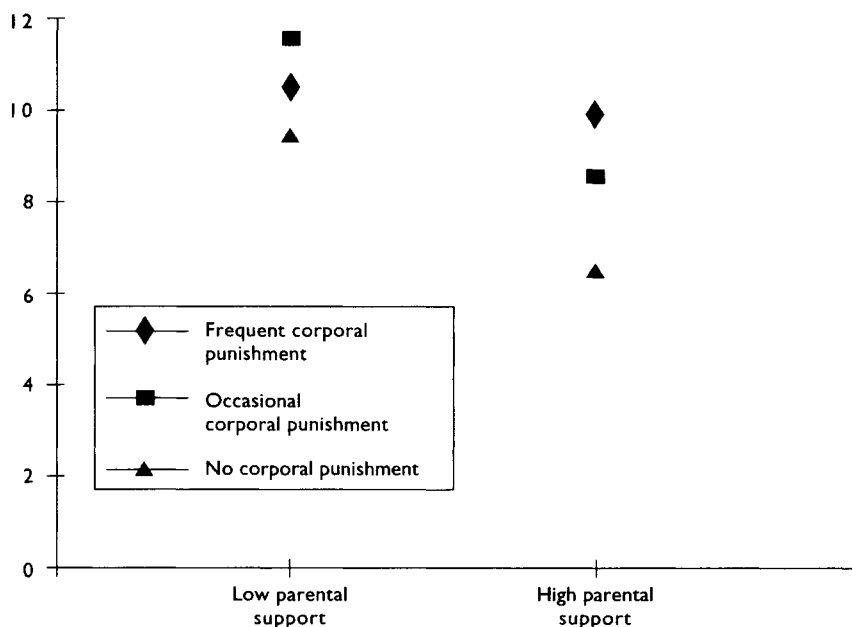 12
10
8
6
4
2
0
Frequent corporal
punishment
Occasional
corporal punishment
No corporal punishment
Low parental
support
High parental
support